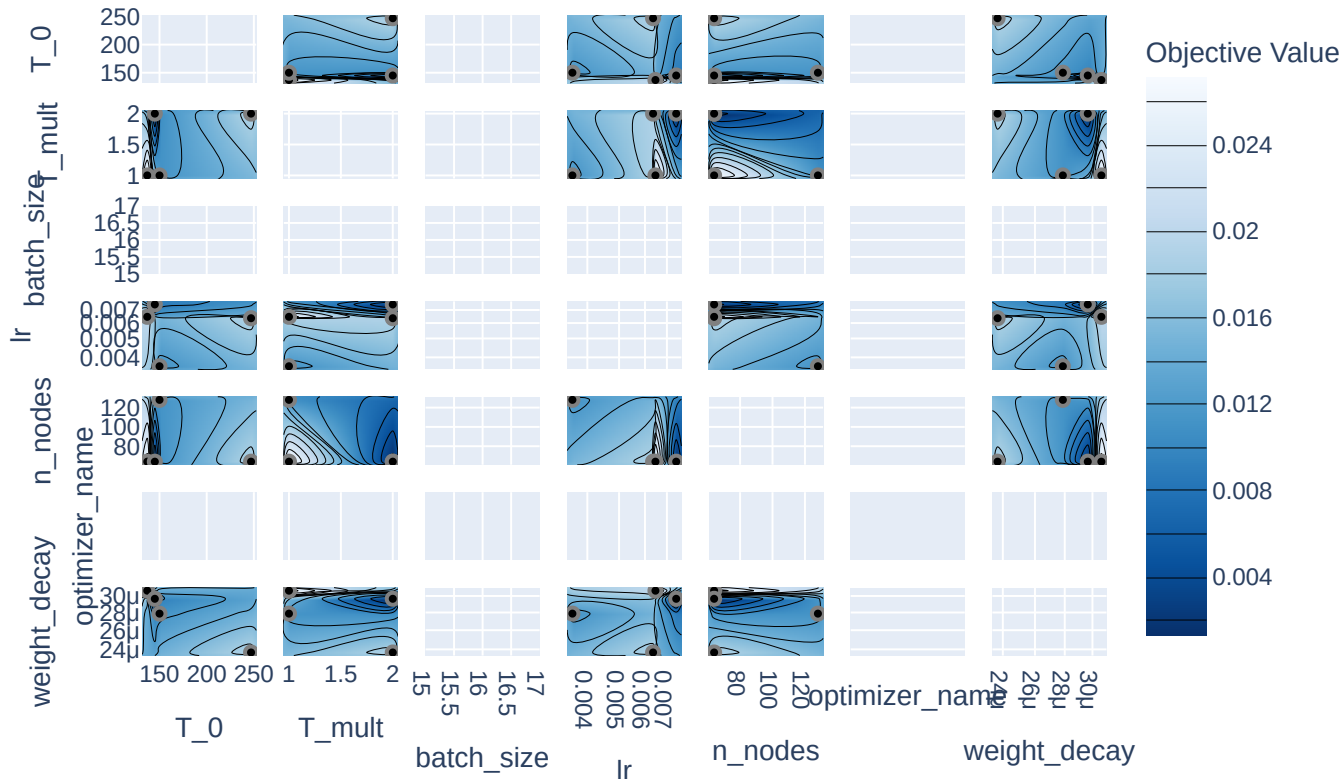 Objective Value
0.024
0.02
0.016
0.012
0.008
0.004
T_0
250
200
150
T_mult
2
1.5
1
batch_size
17
16.5
16
15.5
15
lr
0.007
0.006
0.005
0.004
n_nodes
120
100
80
optimizer_name
weight_decay
30μ
28μ
26μ
24μ
150 200 250
T_0
1 1.5 2
T_mult
15 15.5 16 16.5 17
batch_size
0.004 0.005 0.006 0.007
lr
80 100 120
n_nodes
optimizer_name
24μ 26μ 28μ 30μ
weight_decay